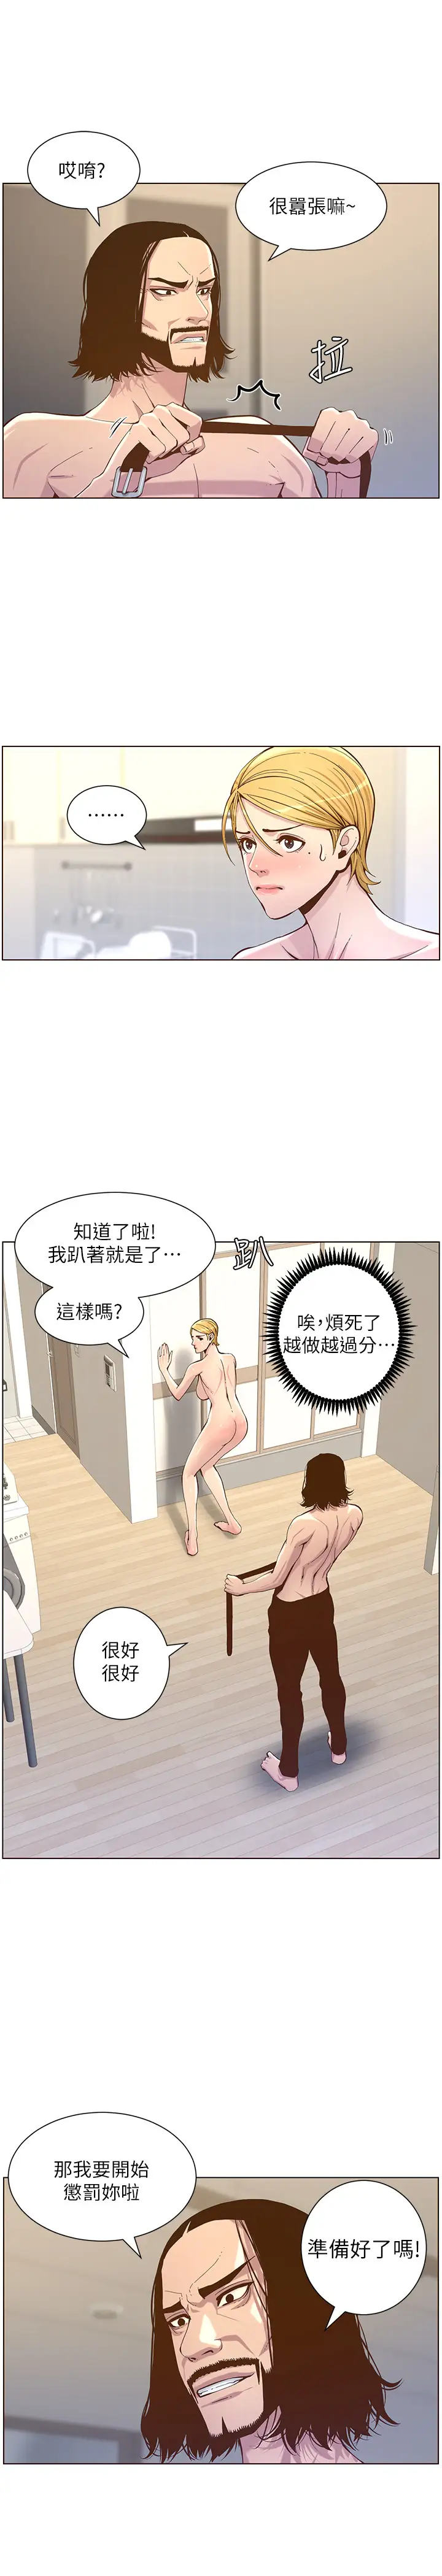 哎唷?
很囂張嘛~
拉
……
知道了啦!
我趴著就是了…
這樣嗎?
趴
唉,煩死了
越做越過分…
很好
很好
那我要開始
懲罰妳啦
準備好了嗎!